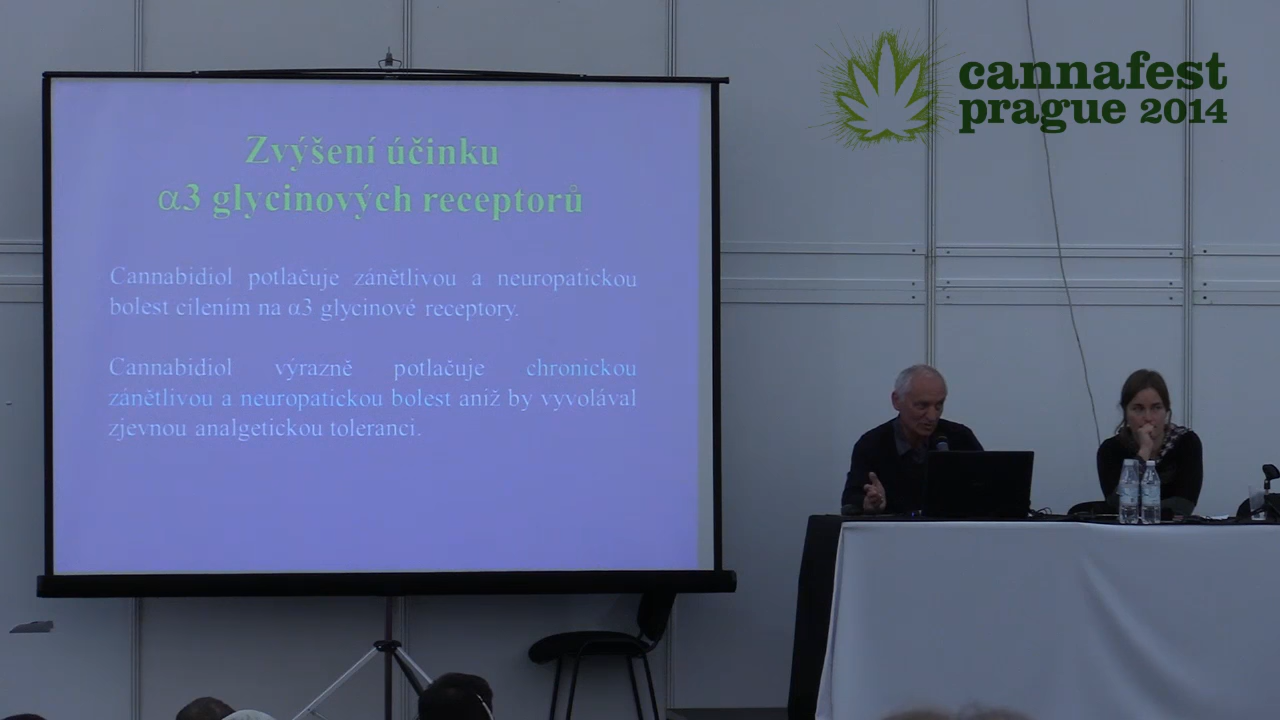 cannafest
prague 2014
Zvýšení účinku
α3 glycinových receptorů
Cannabidiol potlačuje zánětlivou a neuropatickou
bolest cílením na α3 glycinové receptory.
Cannabidiol výrazně potlačuje chronickou
zánětlivou a neuropatickou bolest aniž by vyvolával
zjevnou analgetickou toleranci.